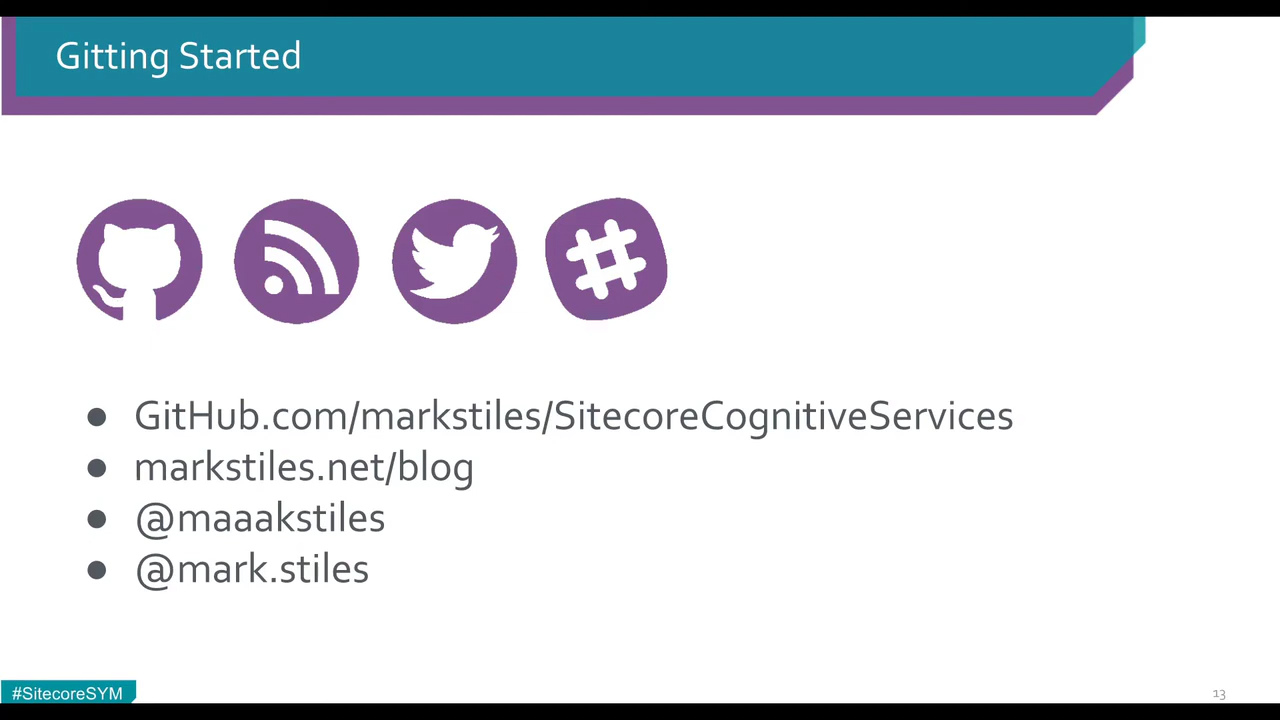 Gitting Started
● GitHub.com/markstiles/SitecoreCognitiveServices
● markstiles.net/blog
● @maaakstiles
● @mark.stiles
#SitecoreSYM
13